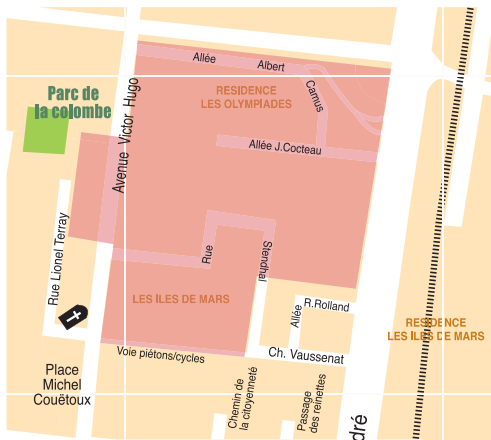 Allée Albert
Camus
RESIDENCE
LES OLYMPIADES
Parc de
la colombe
Avenue Victor Hugo
Allée J.Cocteau
Rue Lionel Terray
Rue
Stendhal
LES ILES DE MARS
R.Rolland
Allée
RESIDENCE
LES ILES DE MARS
Voie piétons/cycles
Ch. Vaussenat
Place
Michel
Couëtoux
Chemin de
la citoyenneté
Passage
des reinettes
dré